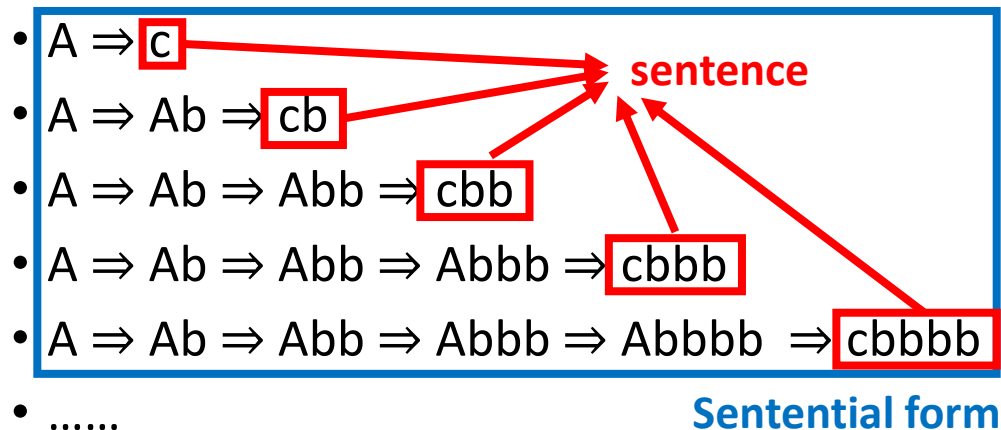 • A ⇒ c
sentence
• A ⇒ Ab ⇒ cb
• A ⇒ Ab ⇒ Abb ⇒ cbb
• A ⇒ Ab ⇒ Abb ⇒ Abbb ⇒ cbbb
• A ⇒ Ab ⇒ Abb ⇒ Abbb ⇒ Abbbb ⇒ cbbbb
• ......
Sentential form